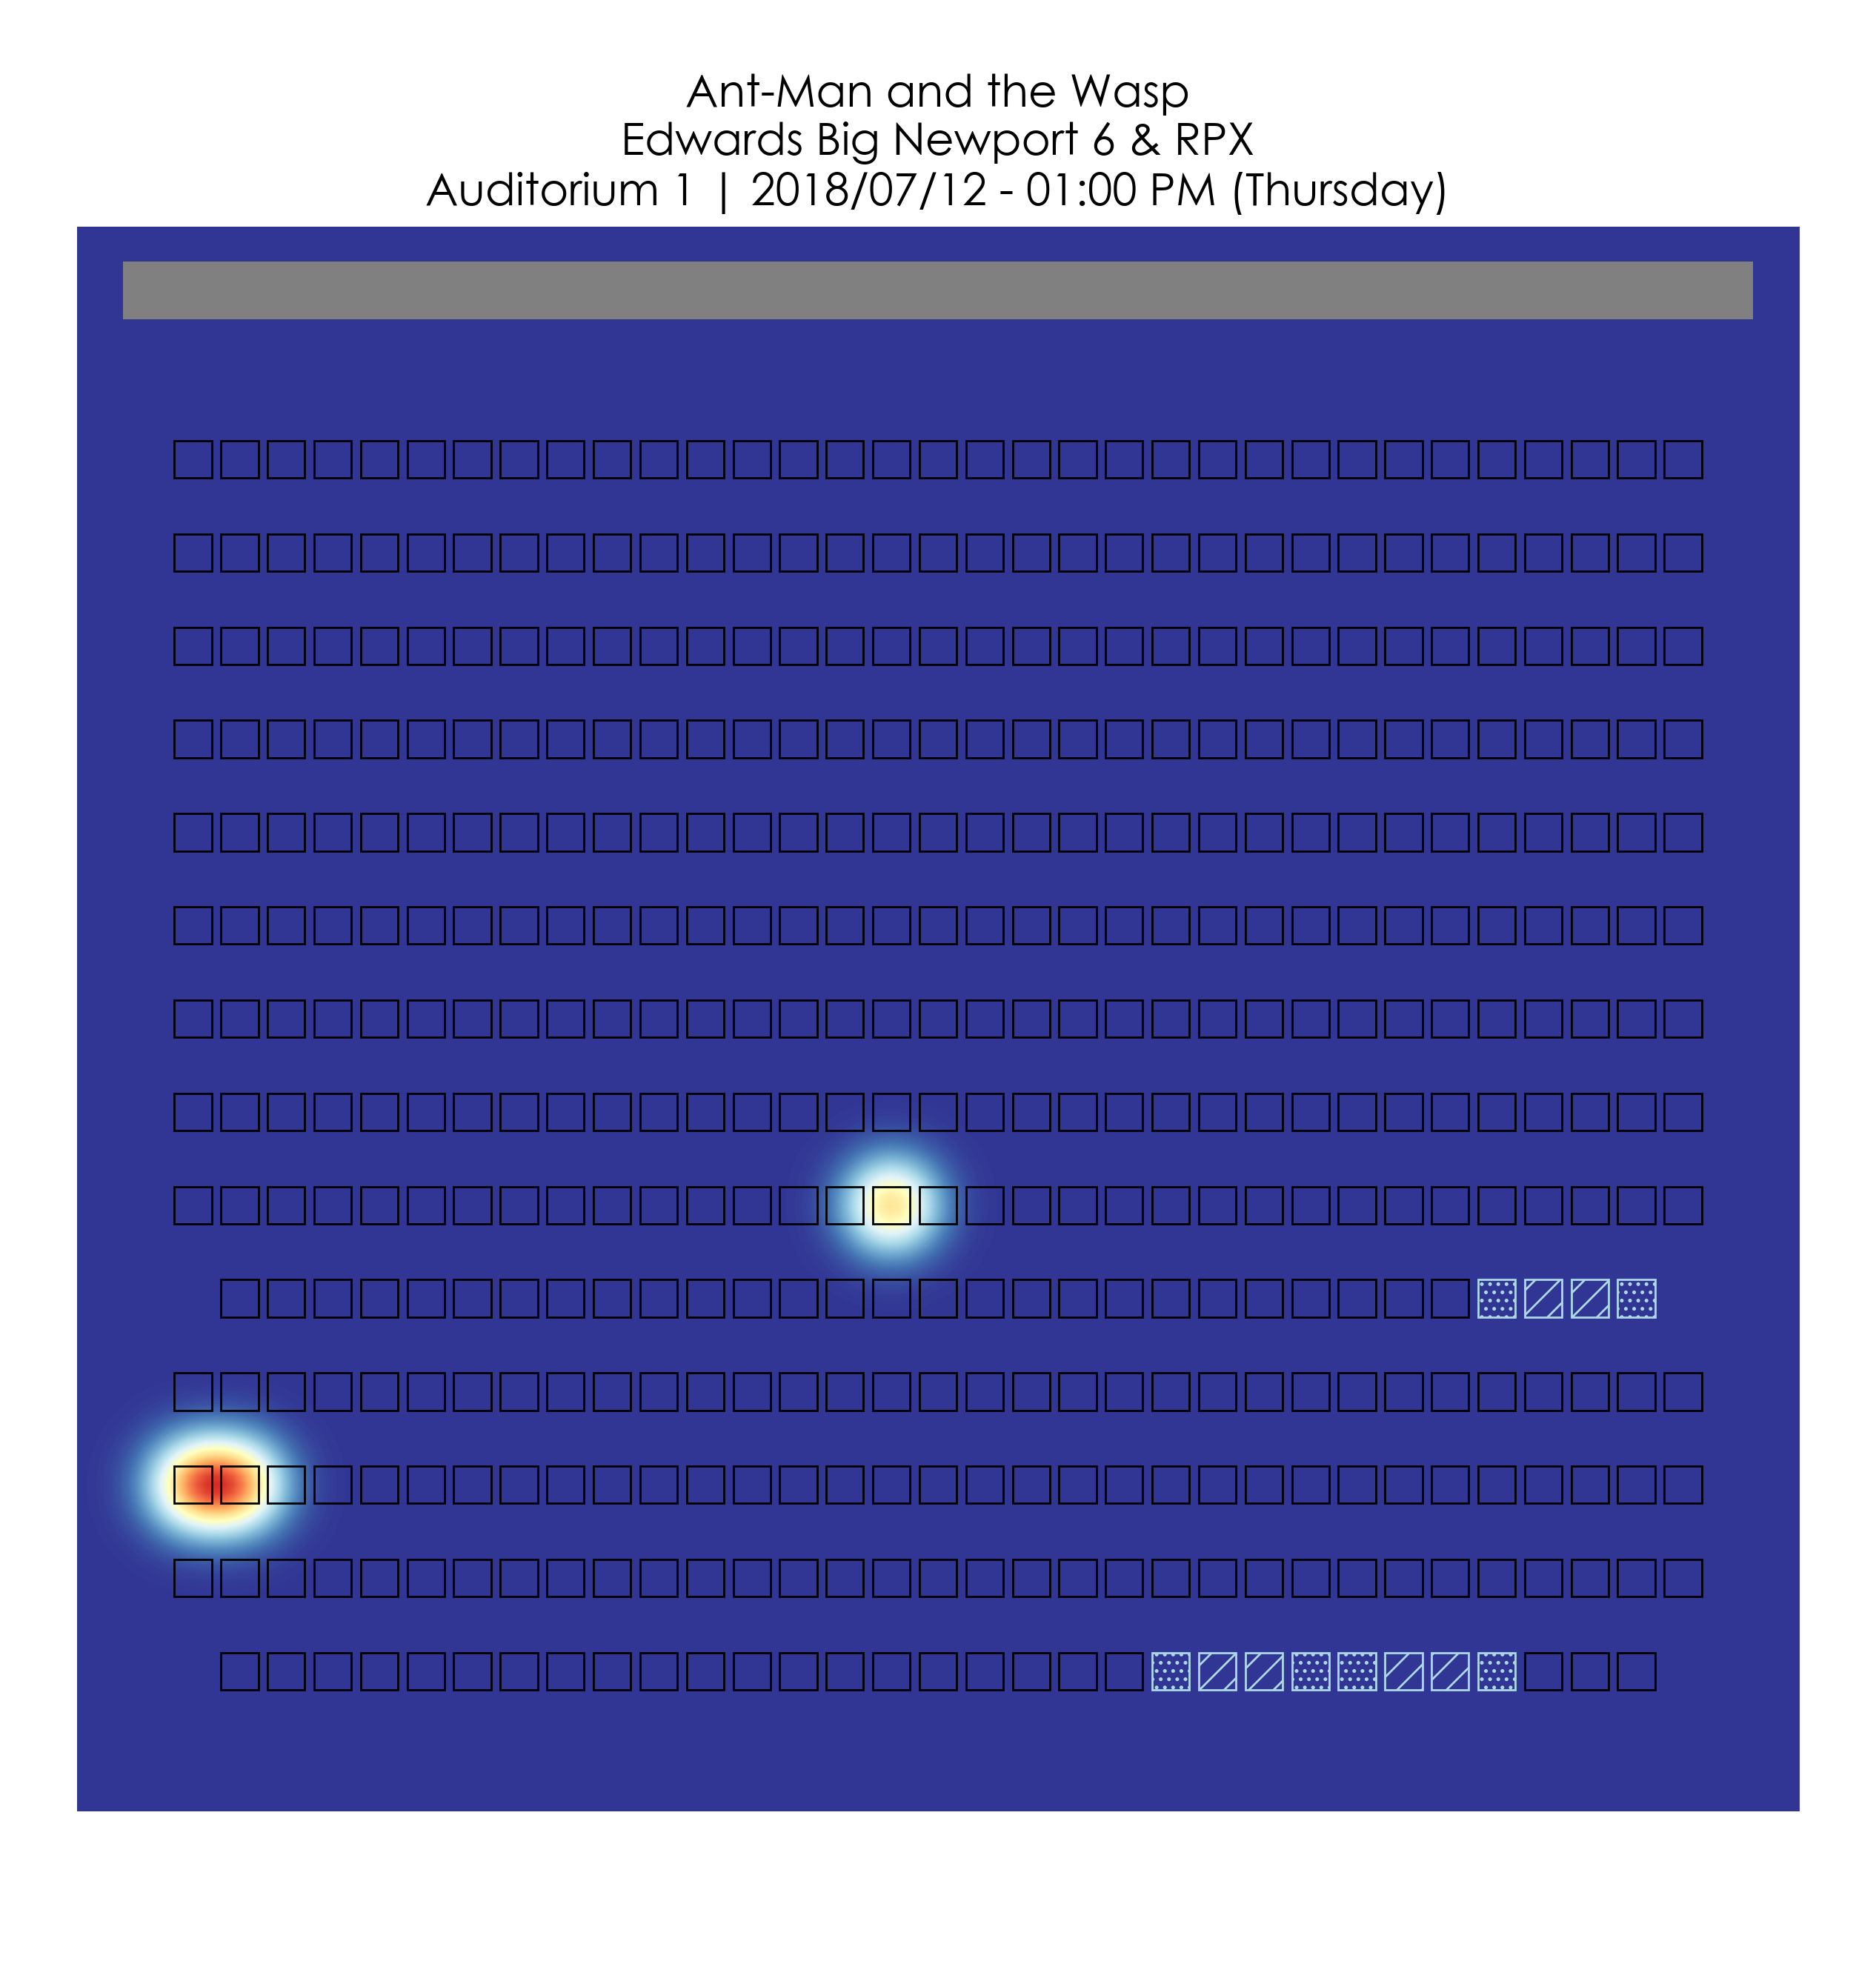 Ant-Man and the Wasp
Edwards Big Newport 6 & RPX
Auditorium 1 | 2018/07/12 - 01:00 PM (Thursday)